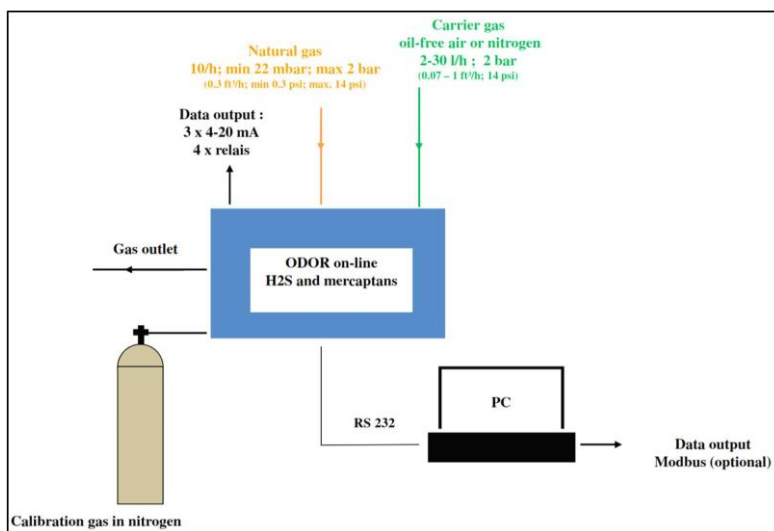 Carrier gas
oil-free air or nitrogen
2-30 l/h ; 2 bar
(0.07 – 1 ft³/h; 14 psi)
Natural gas
10/h; min 22 mbar; max 2 bar
(0.3 ft³/h; min 0.3 psi; max. 14 psi)
Data output :
3 x 4-20 mA
4 x relais
Gas outlet
ODOR on-line
H2S and mercaptans
PC
RS 232
Data output
Modbus (optional)
Calibration gas in nitrogen